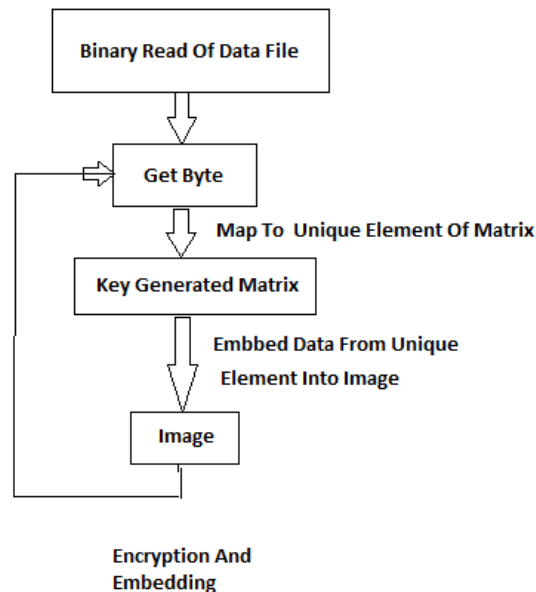 Binary Read Of Data File
Get Byte
Map To Unique Element Of Matrix
Key Generated Matrix
Embbed Data From Unique
Element Into Image
Image
Encryption And
Embedding